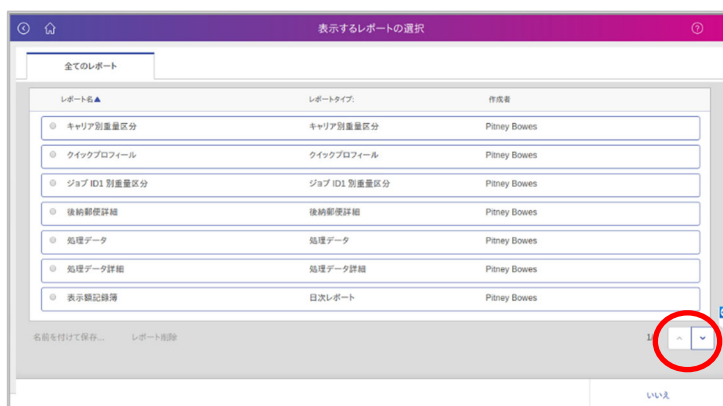 表示するレポートの選択
全てのレポート
レポート名▲ レポートタイプ: 作成者
キャリア別重量区分 キャリア別重量区分 Pitney Bowes
クイックプロフィール クイックプロフィール Pitney Bowes
ジョブ ID1 別重量区分 ジョブ ID1 別重量区分 Pitney Bowes
後納郵便詳細 後納郵便詳細 Pitney Bowes
処理データ 処理データ Pitney Bowes
処理データ詳細 処理データ詳細 Pitney Bowes
表示額記録簿 日次レポート Pitney Bowes
名前を付けて保存... レポート削除
いいえ